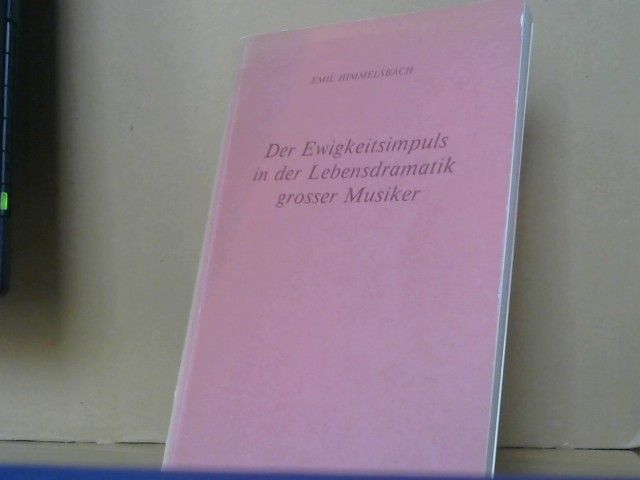 EMIL HIMMELSBACH
Der Ewigkeitsimpuls
in der Lebensdramatik
grosser Musiker